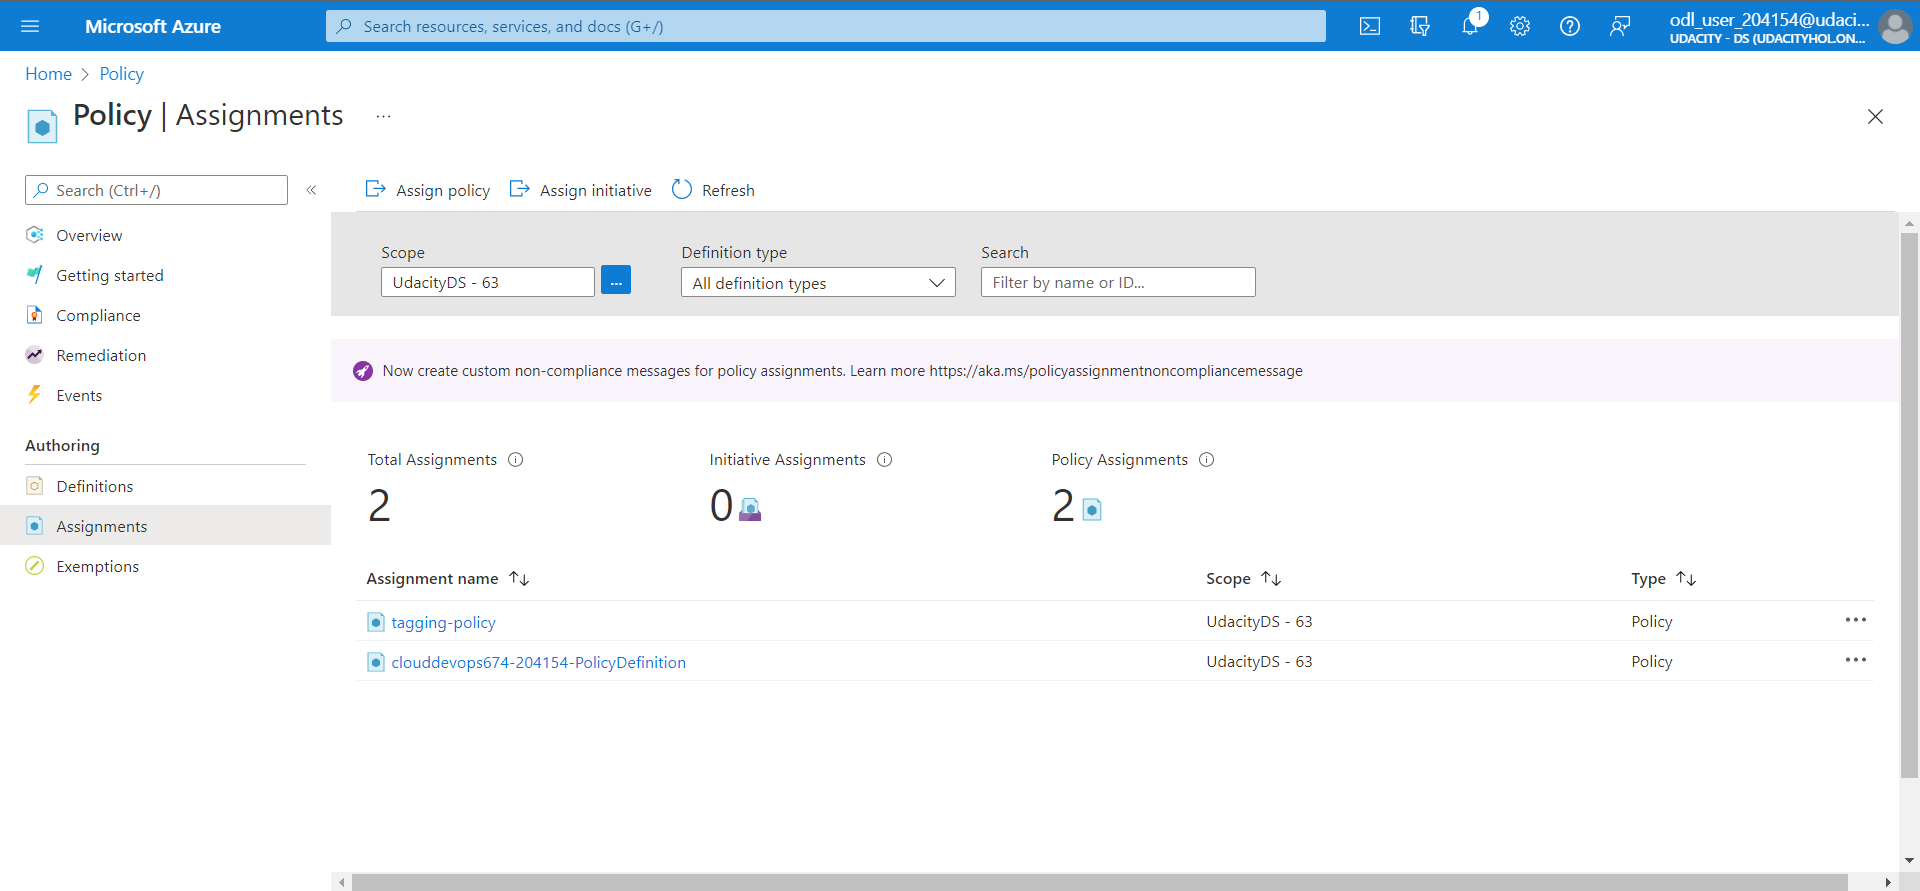 Microsoft Azure
Search resources, services, and docs (G+/)
1
odl_user_204154@udaci...
UDACITY - DS (UDACITYHOL.ON...
Home > Policy
Policy | Assignments ...
Search (Ctrl+/)
«
Assign policy
Assign initiative
Refresh
Overview
Getting started
Compliance
Remediation
Events
Authoring
Definitions
Assignments
Exemptions
Scope
Definition type
Search
UdacityDS - 63
...
All definition types
Filter by name or ID...
Now create custom non-compliance messages for policy assignments. Learn more https://aka.ms/policyassignmentnoncompliancemessage
Total Assignments
Initiative Assignments
Policy Assignments
2
0
2
Assignment name ↑↓ Scope ↑↓ Type ↑↓
tagging-policy UdacityDS - 63 Policy ...
clouddevops674-204154-PolicyDefinition UdacityDS - 63 Policy ...